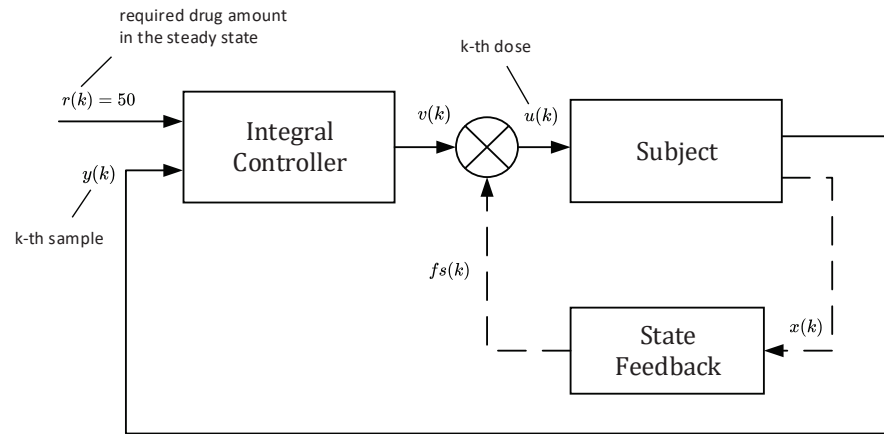 required drug amount
in the steady state
k-th dose
r(k) = 50
v(k)
u(k)
Integral
Controller
Subject
y(k)
k-th sample
fs(k)
x(k)
State
Feedback